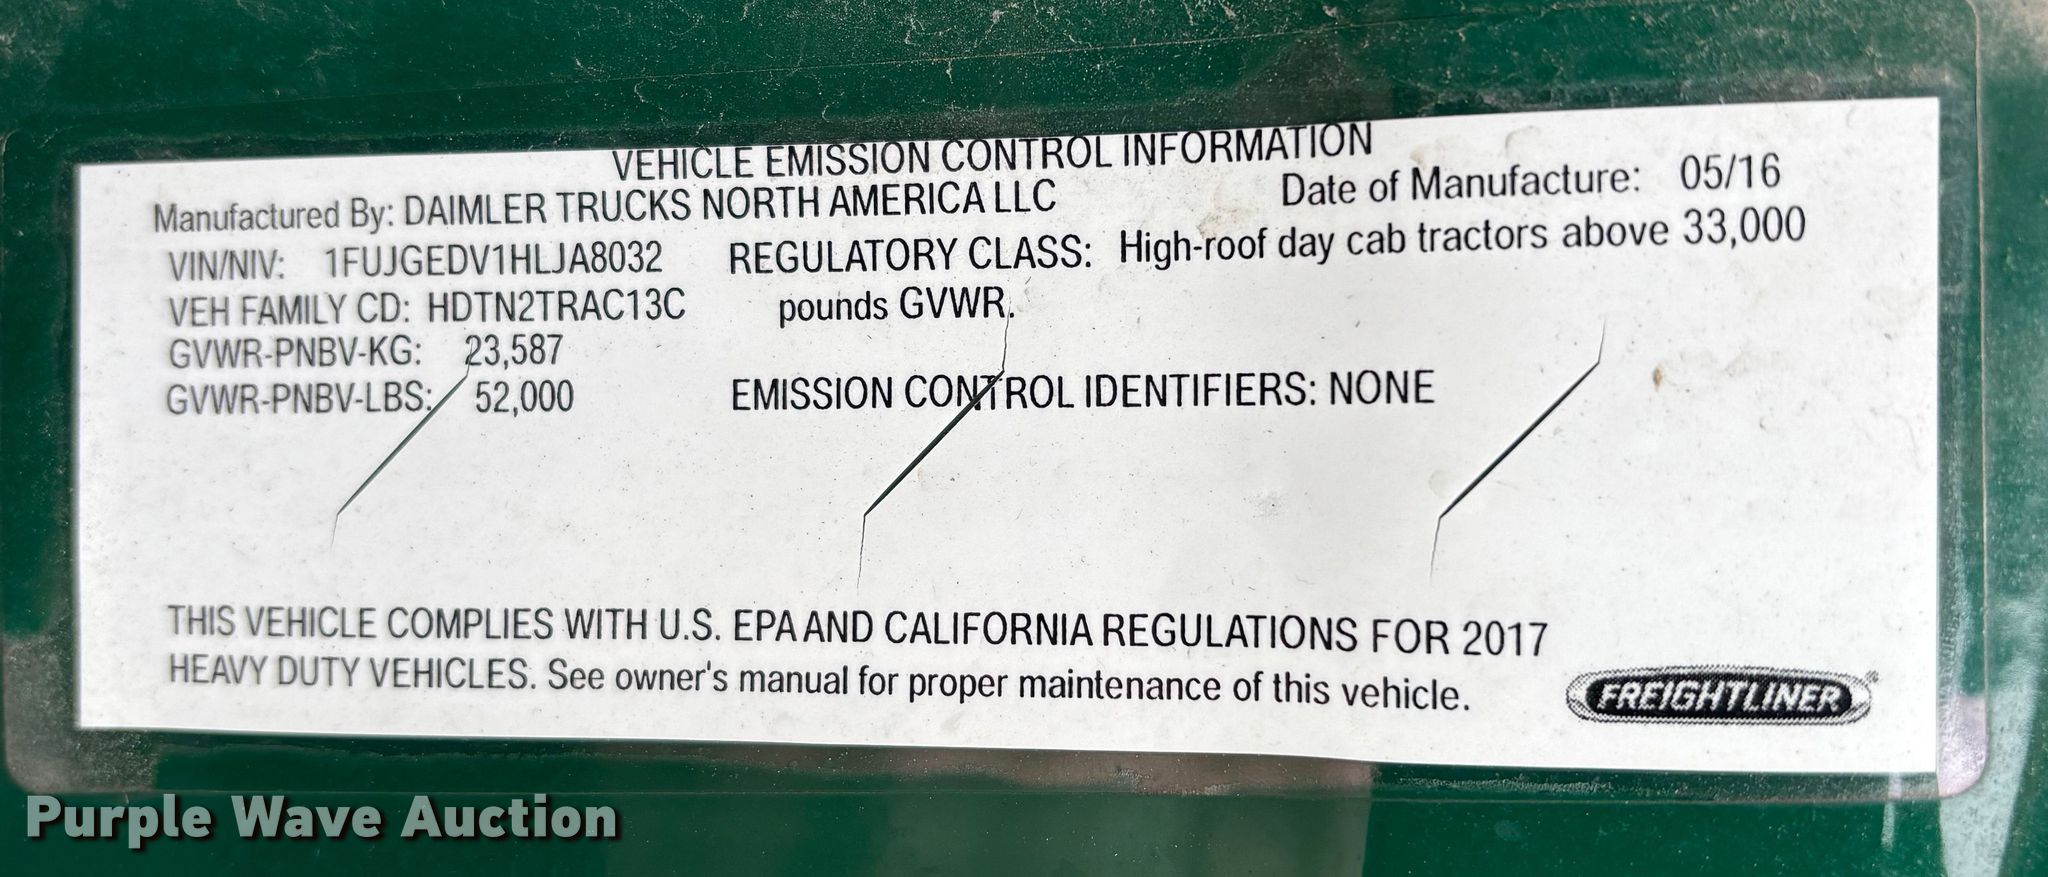 VEHICLE EMISSION CONTROL INFORMATION
Manufactured By: DAIMLER TRUCKS NORTH AMERICA LLC Date of Manufacture: 05/16
VIN/NIV: 1FUJGEDV1HLJA8032 REGULATORY CLASS: High-roof day cab tractors above 33,000
VEH FAMILY CD: HDTN2TRAC13C pounds GVWR.
GVWR-PNBV-KG: 23,587
GVWR-PNBV-LBS: 52,000 EMISSION CONTROL IDENTIFIERS: NONE
THIS VEHICLE COMPLIES WITH U.S. EPA AND CALIFORNIA REGULATIONS FOR 2017
HEAVY DUTY VEHICLES. See owner's manual for proper maintenance of this vehicle.
FREIGHTLINER®
Purple Wave Auction